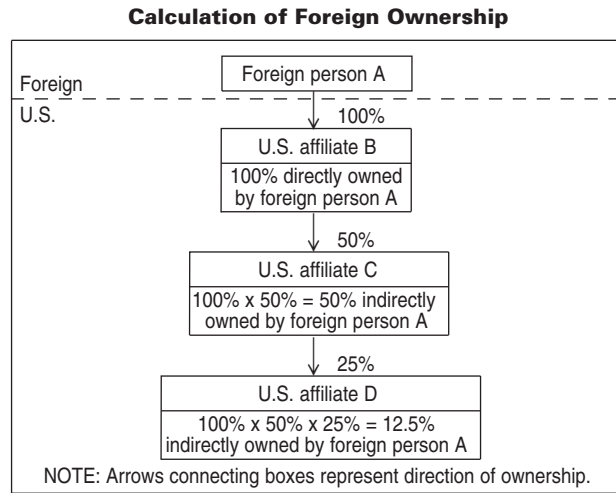 Calculation of Foreign Ownership
Foreign person A
Foreign
U.S.
100%
U.S. affiliate B
100% directly owned
by foreign person A
50%
U.S. affiliate C
100% x 50% = 50% indirectly
owned by foreign person A
25%
U.S. affiliate D
100% x 50% x 25% = 12.5%
indirectly owned by foreign person A
NOTE: Arrows connecting boxes represent direction of ownership.